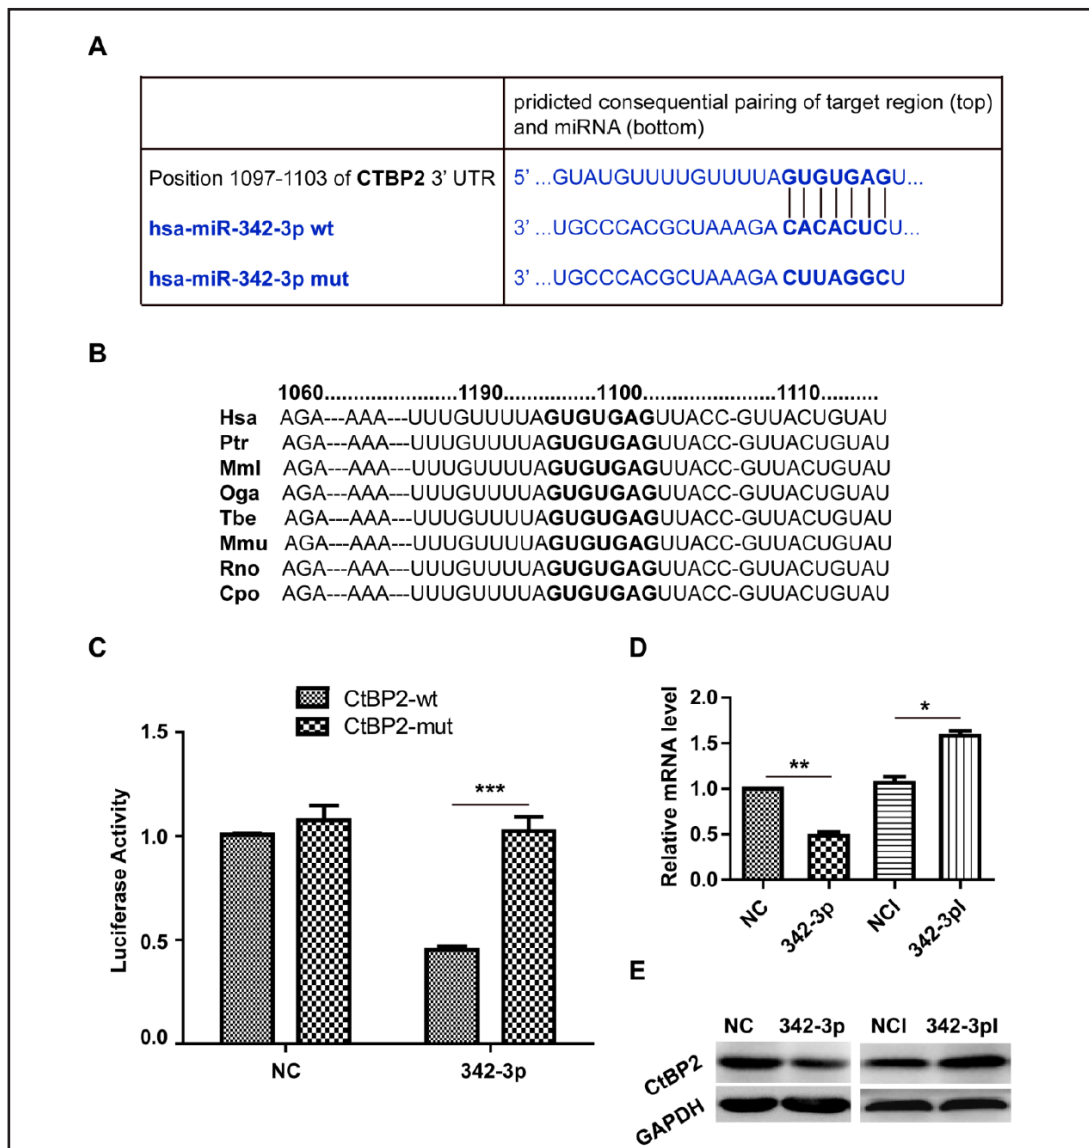 A
pridicted consequential pairing of target region (top)
and miRNA (bottom)
Position 1097-1103 of CTBP2 3' UTR
5' ...GUAUGUUUUGUUUUAGUGUGAGU...
hsa-miR-342-3p wt
3' ...UGCCCACGCUAAAGA CACACUCU...
hsa-miR-342-3p mut
3' ...UGCCCACGCUAAAGA CUUAGGCU
B
1060.....................1190.................1100.......................1110..........
Hsa AGA---AAA---UUUGUUUUAGUGUGAGUUACC-GUUACUGUAU
Ptr AGA---AAA---UUUGUUUUAGUGUGAGUUACC-GUUACUGUAU
Mml AGA---AAA---UUUGUUUUAGUGUGAGUUACC-GUUACUGUAU
Oga AGA---AAA---UUUGUUUUAGUGUGAGUUACC-GUUACUGUAU
Tbe AGA---AAA---UUUGUUUUAGUGUGAGUUACC-GUUACUGUAU
Mmu AGA---AAA---UUUGUUUUAGUGUGAGUUACC-GUUACUGUAU
Rno AGA---AAA---UUUGUUUUAGUGUGAGUUACC-GUUACUGUAU
Cpo AGA---AAA---UUUGUUUUAGUGUGAGUUACC-GUUACUGUAU
C
CtBP2-wt
CtBP2-mut
Luciferase Activity
1.5
1.0
0.5
0.0
***
NC
342-3p
D
Relative mRNA level
2.0
1.5
1.0
0.5
0.0
**
*
NC
342-3p
NCI
342-3pI
E
NC 342-3p NCI 342-3pI
CtBP2
GAPDH